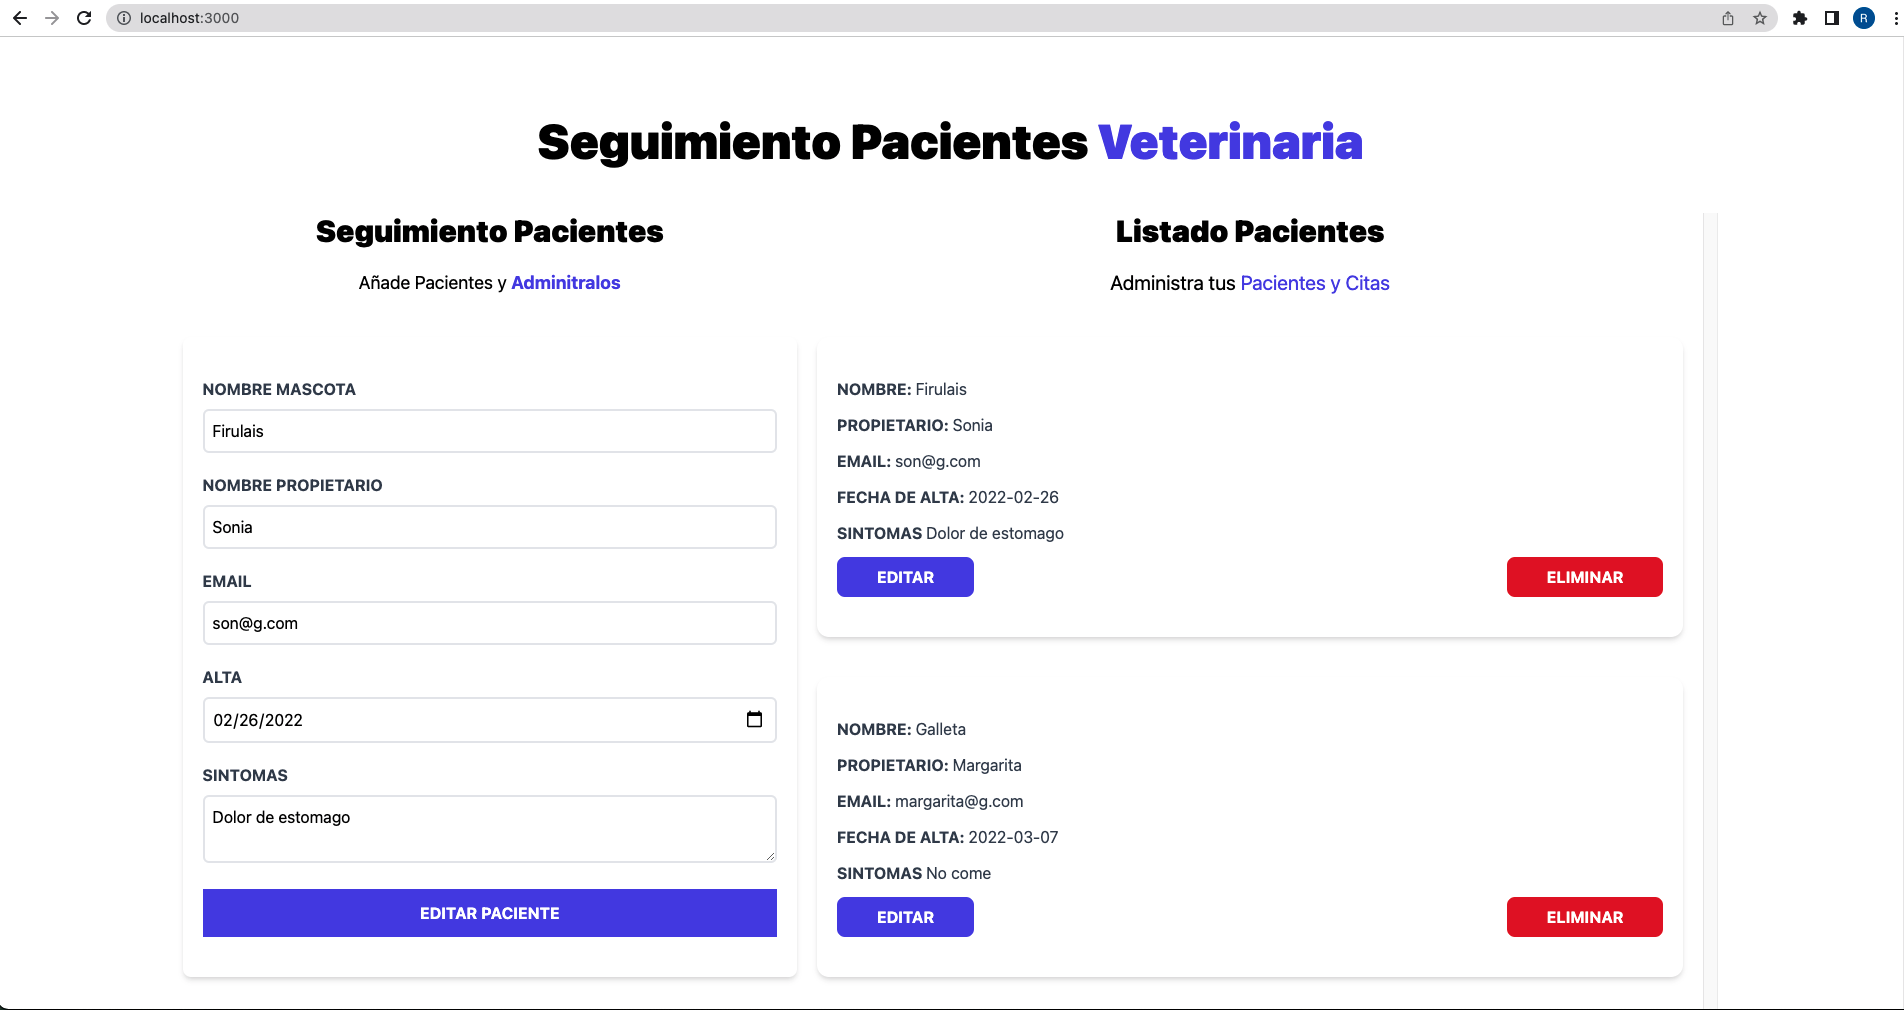 localhost:3000
R
Seguimiento Pacientes Veterinaria
Seguimiento Pacientes
Añade Pacientes y Adminitralos
NOMBRE MASCOTA
Firulais
NOMBRE PROPIETARIO
Sonia
EMAIL
son@g.com
ALTA
02/26/2022
SINTOMAS
Dolor de estomago
EDITAR PACIENTE
Listado Pacientes
Administra tus Pacientes y Citas
NOMBRE: Firulais
PROPIETARIO: Sonia
EMAIL: son@g.com
FECHA DE ALTA: 2022-02-26
SINTOMAS Dolor de estomago
EDITAR
ELIMINAR
NOMBRE: Galleta
PROPIETARIO: Margarita
EMAIL: margarita@g.com
FECHA DE ALTA: 2022-03-07
SINTOMAS No come
EDITAR
ELIMINAR